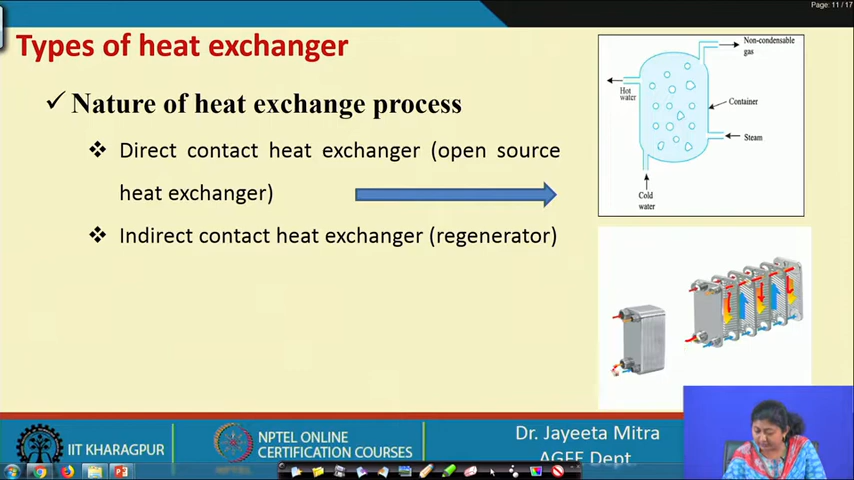 Page: 11 / 17
Types of heat exchanger
✓ Nature of heat exchange process
❖ Direct contact heat exchanger (open source
heat exchanger)
❖ Indirect contact heat exchanger (regenerator)
Non-condensable
gas
Hot
water
Container
Steam
Cold
water
IIT KHARAGPUR
NPTEL ONLINE
CERTIFICATION COURSES
Dr. Jayeeta Mitra
AGFE Dept.